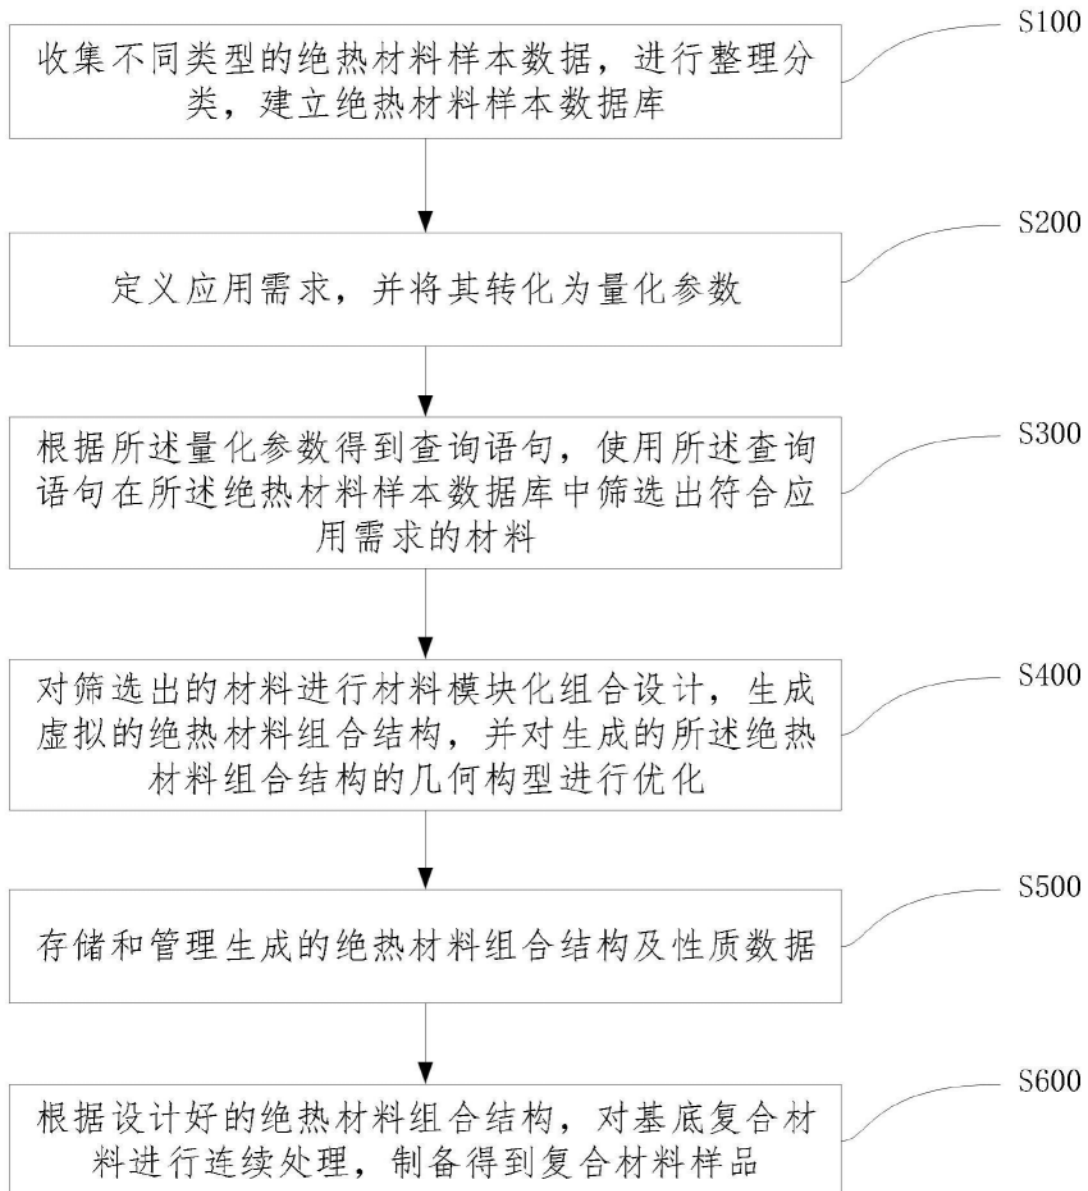 S100
收集不同类型的绝热材料样本数据，进行整理分
类，建立绝热材料样本数据库
S200
定义应用需求，并将其转化为量化参数
S300
根据所述量化参数得到查询语句，使用所述查询
语句在所述绝热材料样本数据库中筛选出符合应
用需求的材料
S400
对筛选出的材料进行材料模块化组合设计，生成
虚拟的绝热材料组合结构，并对生成的所述绝热
材料组合结构的几何构型进行优化
S500
存储和管理生成的绝热材料组合结构及性质数据
S600
根据设计好的绝热材料组合结构，对基底复合材
料进行连续处理，制备得到复合材料样品